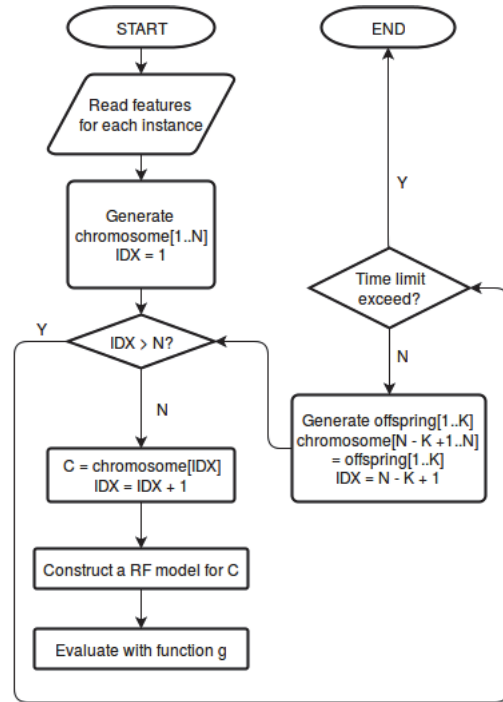 START
Read features
for each instance
Generate
chromosome[1..N]
IDX = 1
Y
IDX > N?
N
C = chromosome[IDX]
IDX = IDX + 1
Construct a RF model for C
Evaluate with function g
END
Y
Time limit
exceed?
N
Generate offspring[1..K]
chromosome[N - K +1..N]
= offspring[1..K]
IDX = N - K + 1